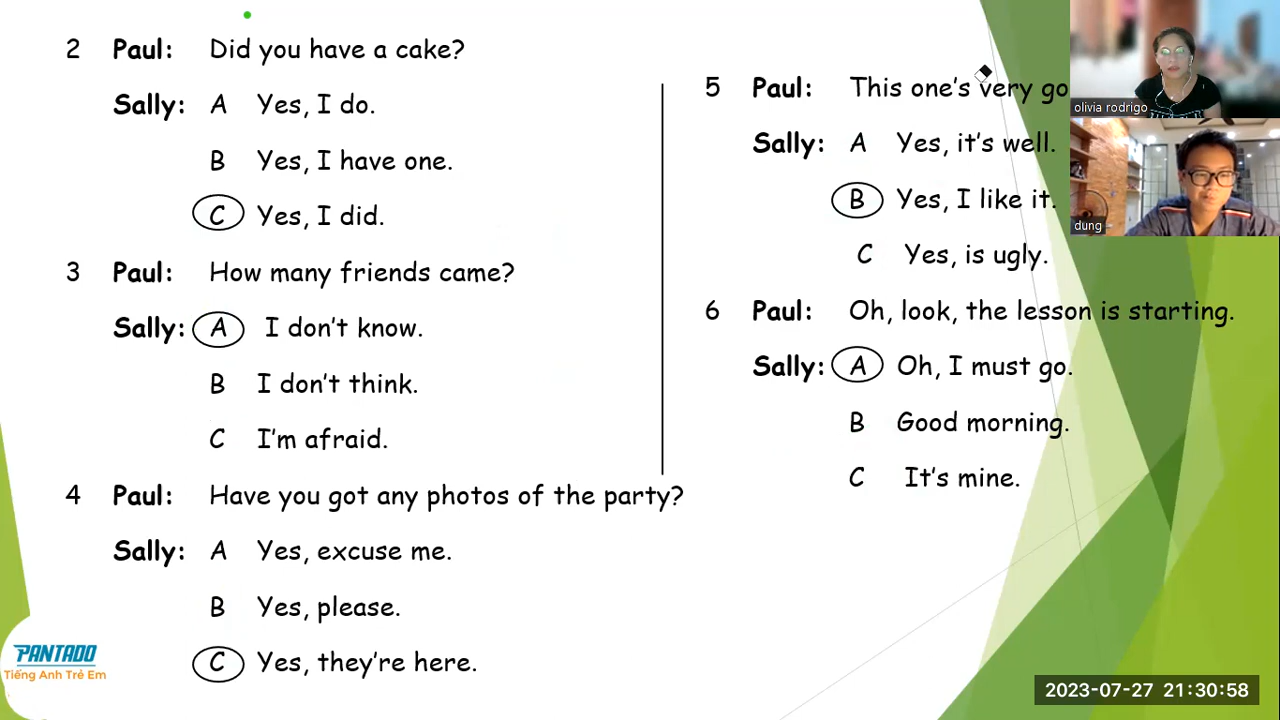 2 Paul: Did you have a cake?
Sally: A Yes, I do.
B Yes, I have one.
C Yes, I did.
3 Paul: How many friends came?
Sally: A I don't know.
B I don't think.
C I'm afraid.
4 Paul: Have you got any photos of the party?
Sally: A Yes, excuse me.
B Yes, please.
C Yes, they're here.
5 Paul: This one's very
Sally: A Yes, it's well.
B Yes, I like it.
C Yes, is ugly.
6 Paul: Oh, look, the lesson is starting.
Sally: A Oh, I must go.
B Good morning.
C It's mine.
olivia rodrigo
dung
PANTADO
Tiếng Anh Trẻ Em
2023-07-27 21:30:58